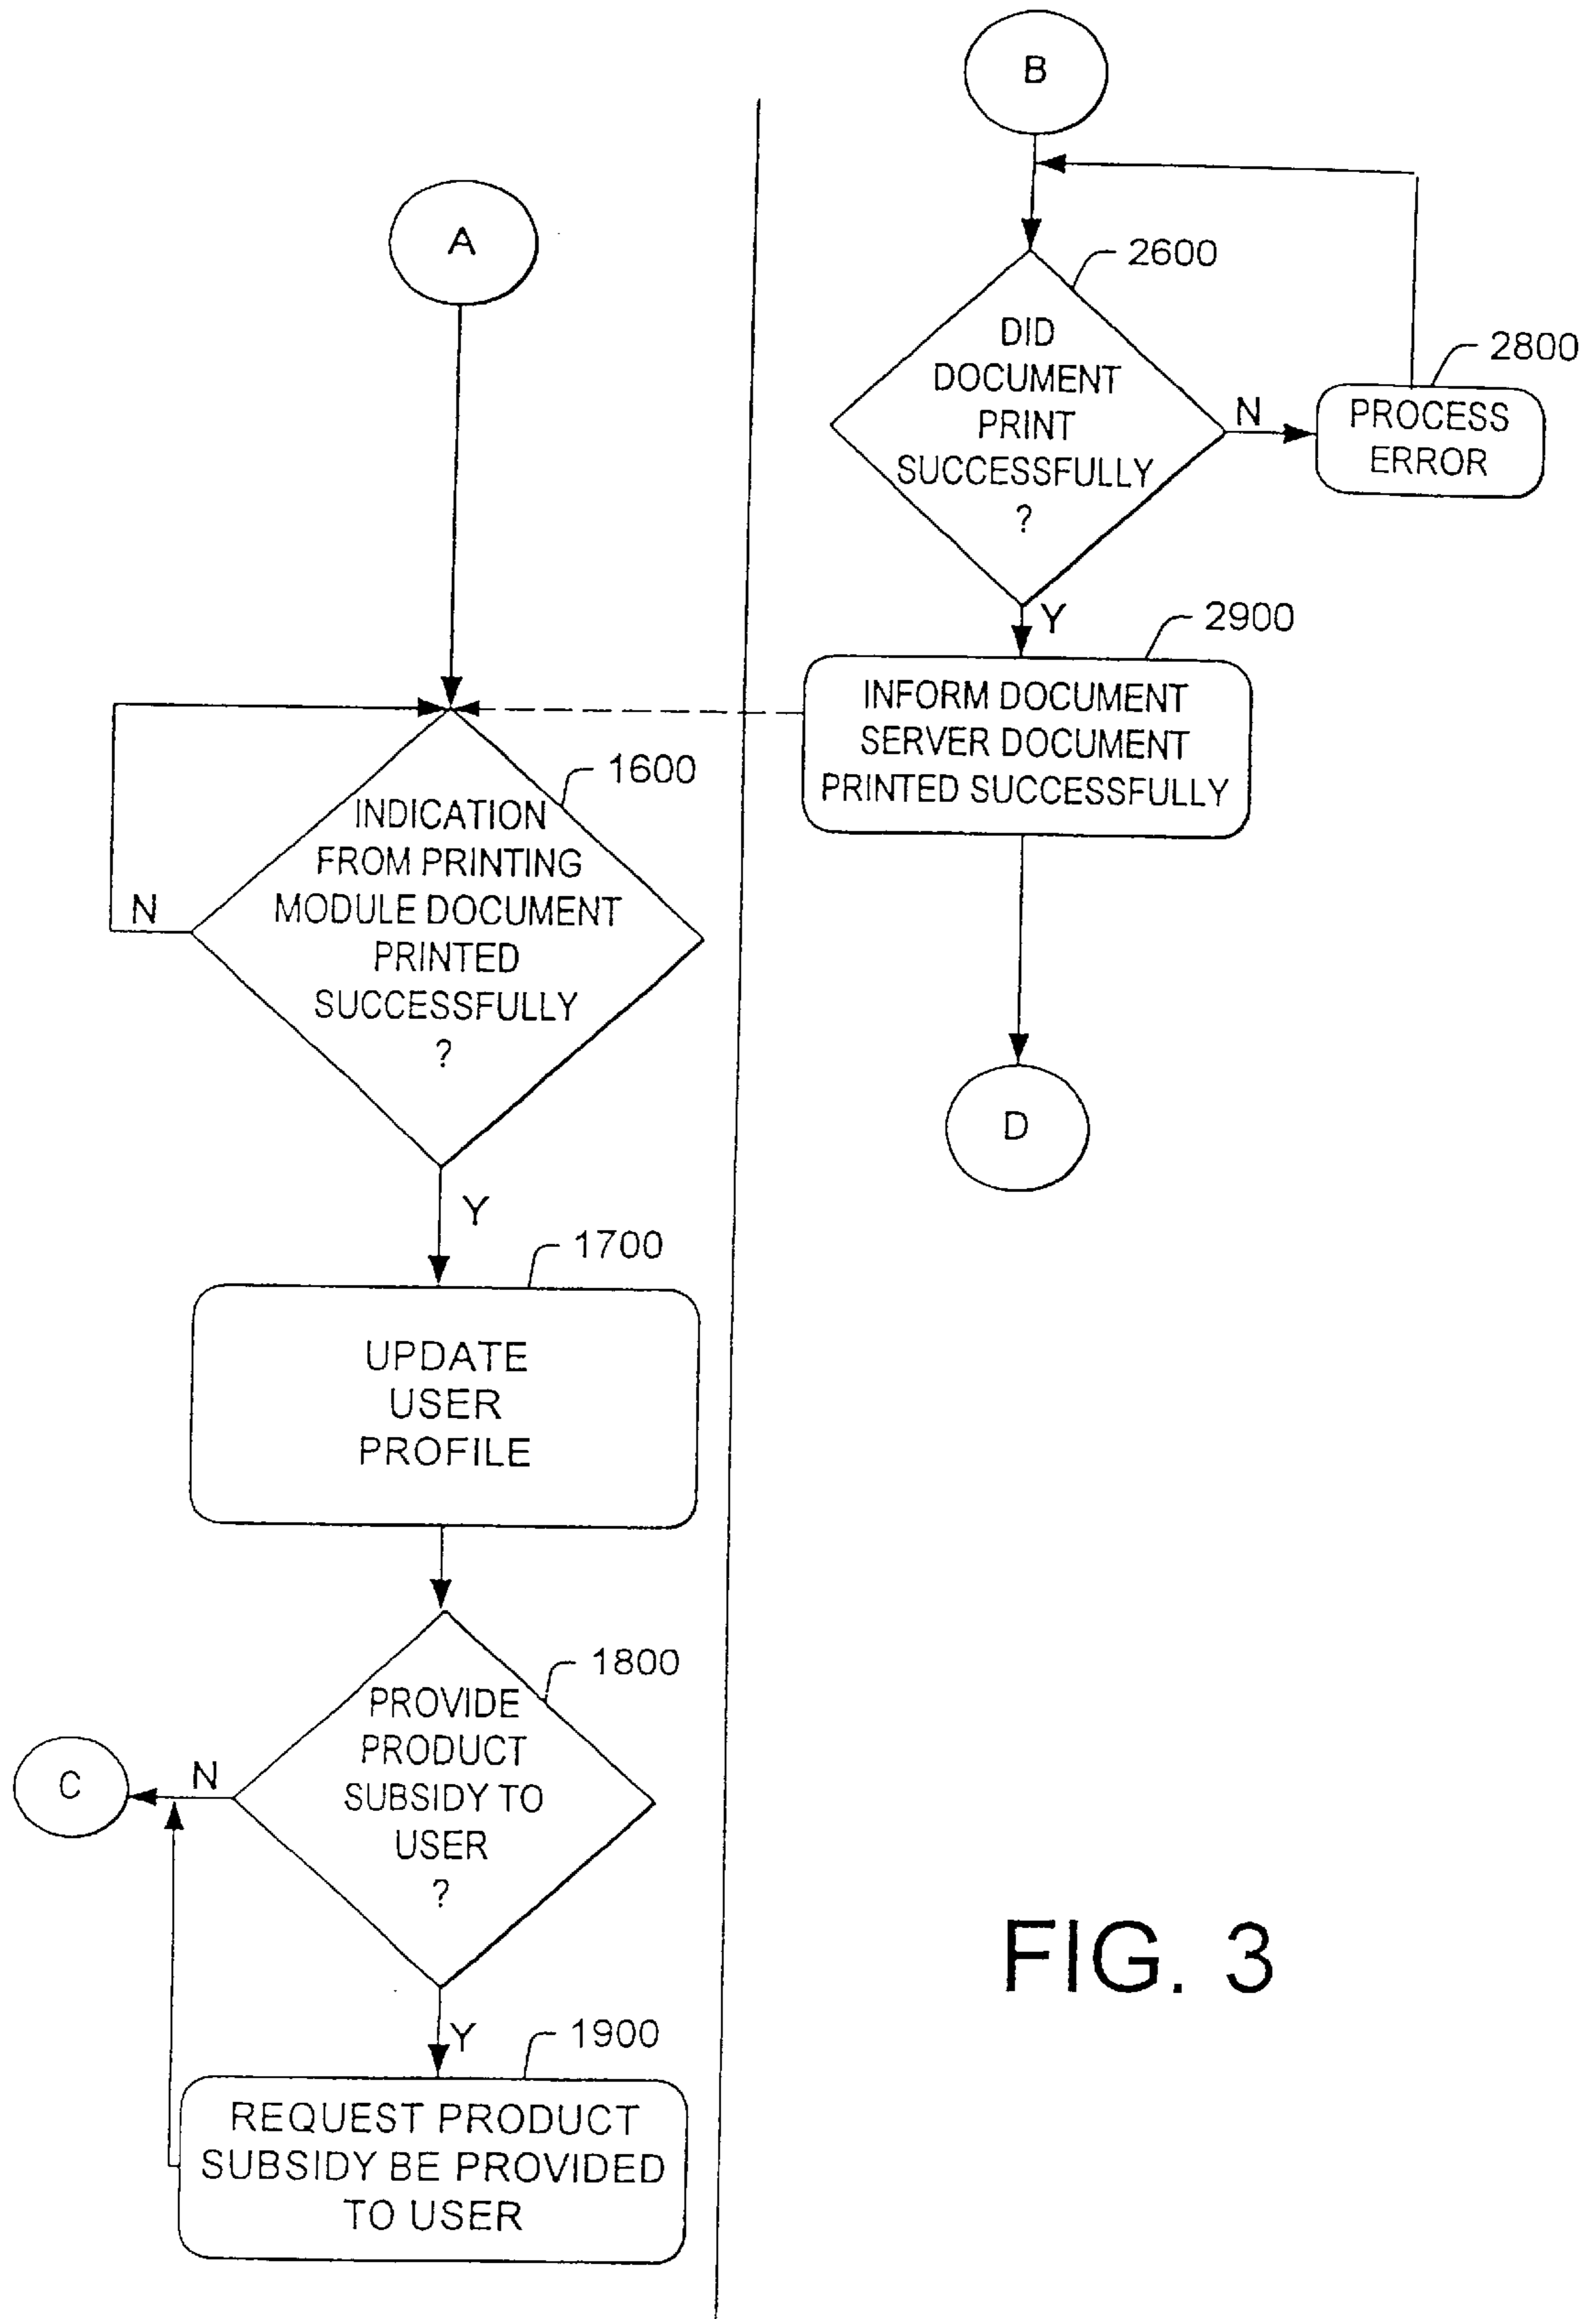 A
1600
INDICATION
FROM PRINTING
MODULE DOCUMENT
PRINTED
SUCCESSFULLY
?
N
Y
1700
UPDATE
USER
PROFILE
1800
PROVIDE
PRODUCT
SUBSIDY TO
USER
?
N
C
Y
1900
REQUEST PRODUCT
SUBSIDY BE PROVIDED
TO USER
B
2600
DID
DOCUMENT
PRINT
SUCCESSFULLY
?
N
2800
PROCESS
ERROR
Y
2900
INFORM DOCUMENT
SERVER DOCUMENT
PRINTED SUCCESSFULLY
D
FIG. 3